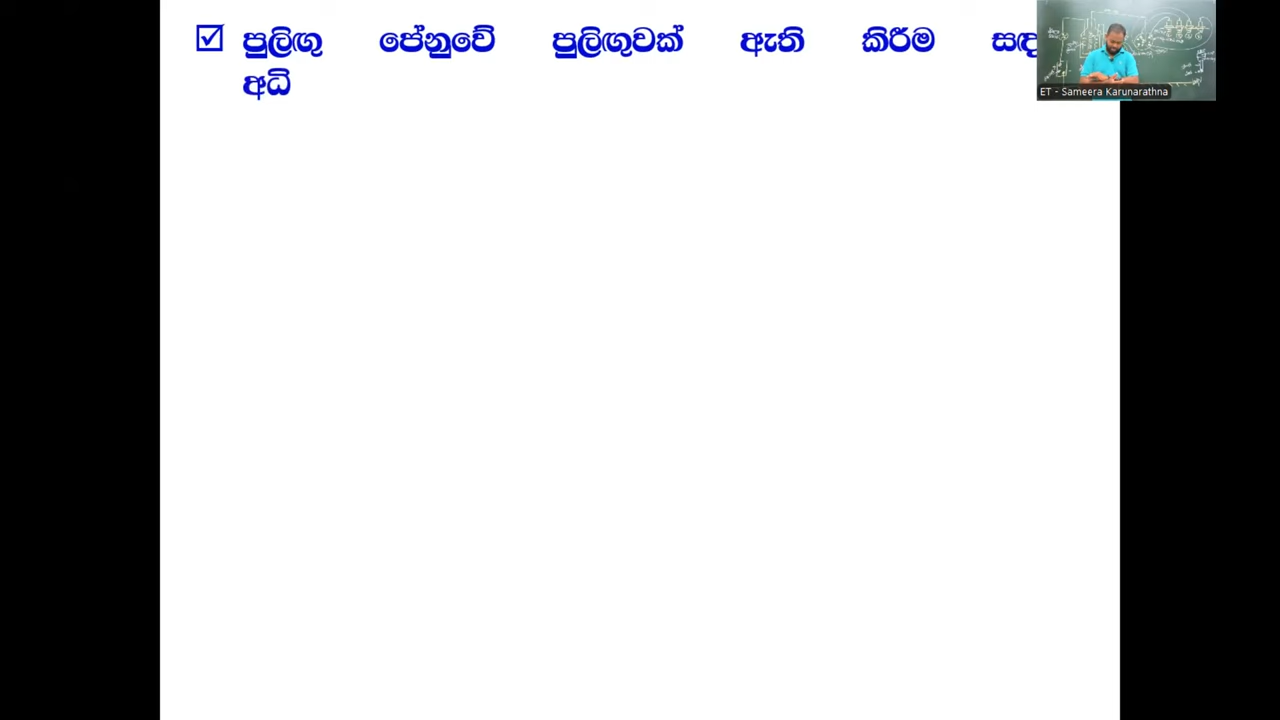 පුලිඟු පේනුවේ පුලිඟුවක් ඇති කිරීම
අධි
ET - Sameera Karunarathna